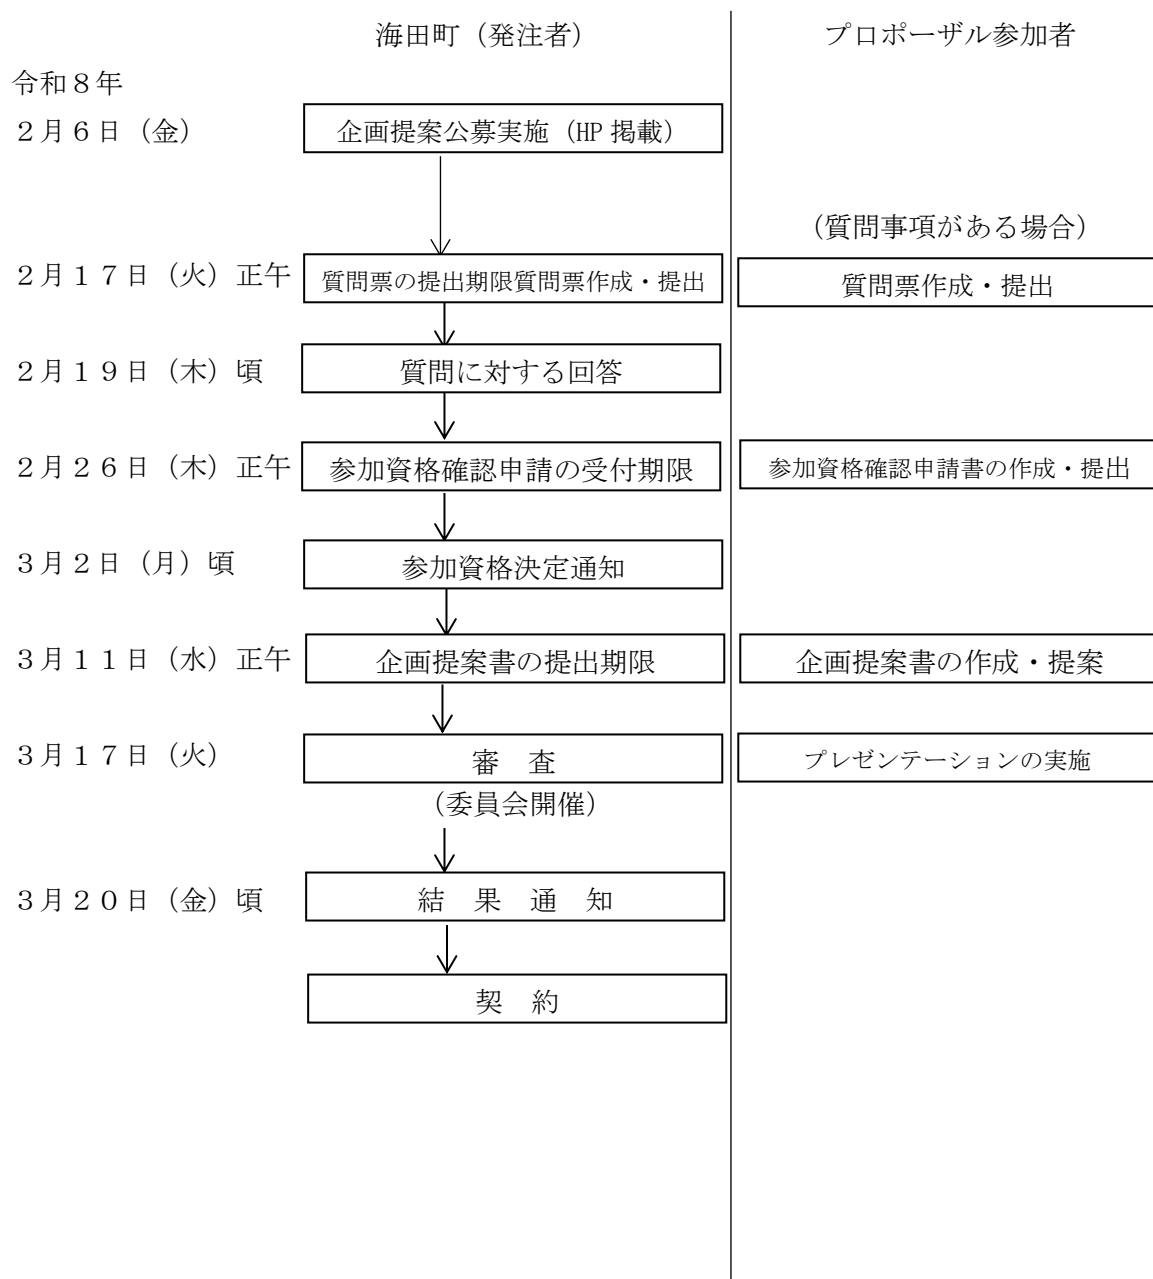 海田町（発注者） プロポーザル参加者
令和８年
２月６日（金） 企画提案公募実施（HP 掲載）
（質問事項がある場合）
２月１７日（火）正午 質問票の提出期限質問票作成・提出 質問票作成・提出
２月１９日（木）頃 質問に対する回答
２月２６日（木）正午 参加資格確認申請の受付期限 参加資格確認申請書の作成・提出
３月２日（月）頃 参加資格決定通知
３月１１日（水）正午 企画提案書の提出期限 企画提案書の作成・提案
３月１７日（火） 審　査 プレゼンテーションの実施
（委員会開催）
３月２０日（金）頃 結　果　通　知
契　約